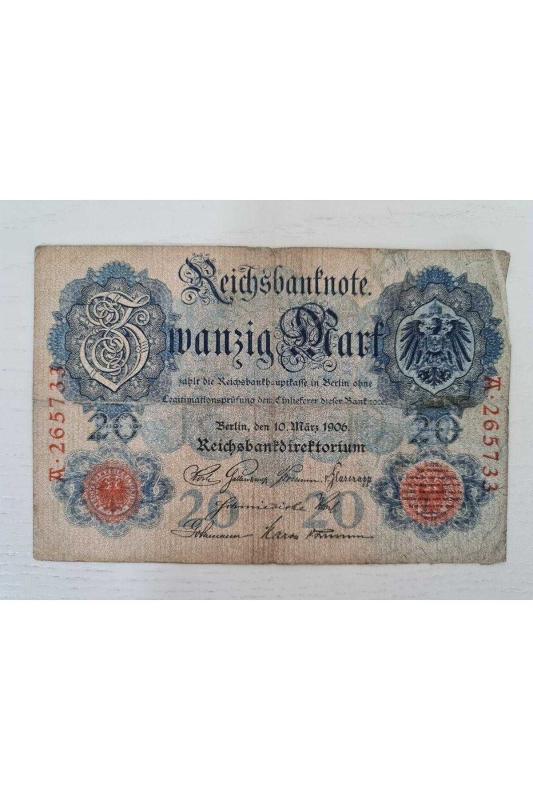 Reichsbanknote.
Zwanzig Mark
zahlt die Reichsbankhauptkasse in Berlin ohne
Legitimationsprüfung dem Einlieferer dieser Banknote
Berlin, den 10. März 1906.
Reichsbankdirektorium
20
20
20
20
265733
265733